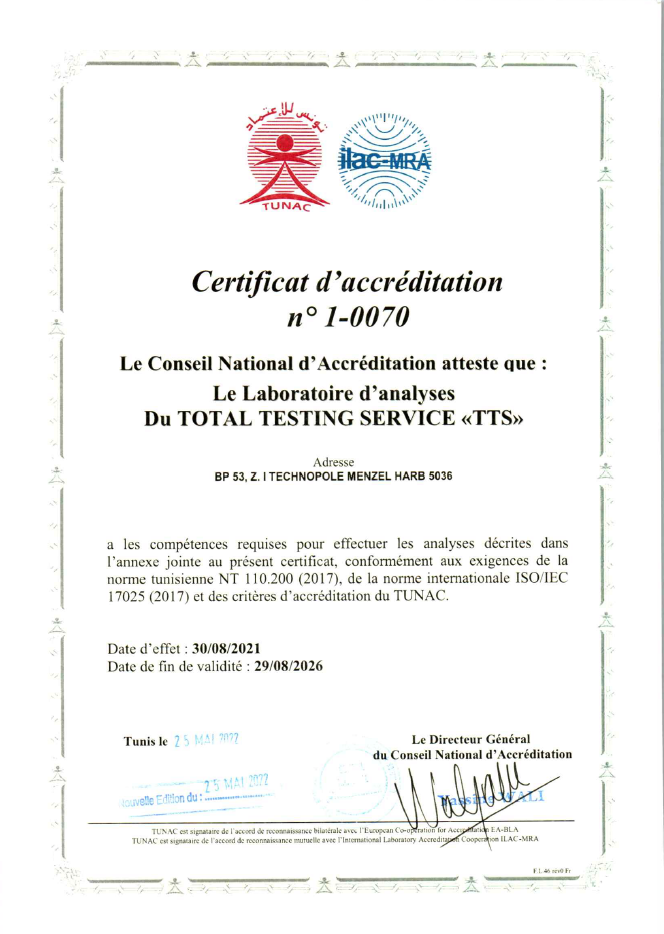 تونس للإعتماد
TUNAC
ilac-MRA
Certificat d’accréditation
n° 1-0070
Le Conseil National d’Accréditation atteste que :
Le Laboratoire d’analyses
Du TOTAL TESTING SERVICE «TTS»
Adresse
BP 53, Z. I TECHNOPOLE MENZEL HARB 5036
a les compétences requises pour effectuer les analyses décrites dans
l’annexe jointe au présent certificat, conformément aux exigences de la
norme tunisienne NT 110.200 (2017), de la norme internationale ISO/IEC
17025 (2017) et des critères d’accréditation du TUNAC.
Date d’effet : 30/08/2021
Date de fin de validité : 29/08/2026
Tunis le 25 MAI 2022
Le Directeur Général
du Conseil National d’Accréditation
Nouvelle Edition du : 25 MAI 2022
WALI
TUNAC est signataire de l’accord de reconnaissance bilatérale avec l’European Co-operation for Accreditation EA-BLA
TUNAC est signataire de l’accord de reconnaissance mutuelle avec l’International Laboratory Accreditation Cooperation ILAC-MRA